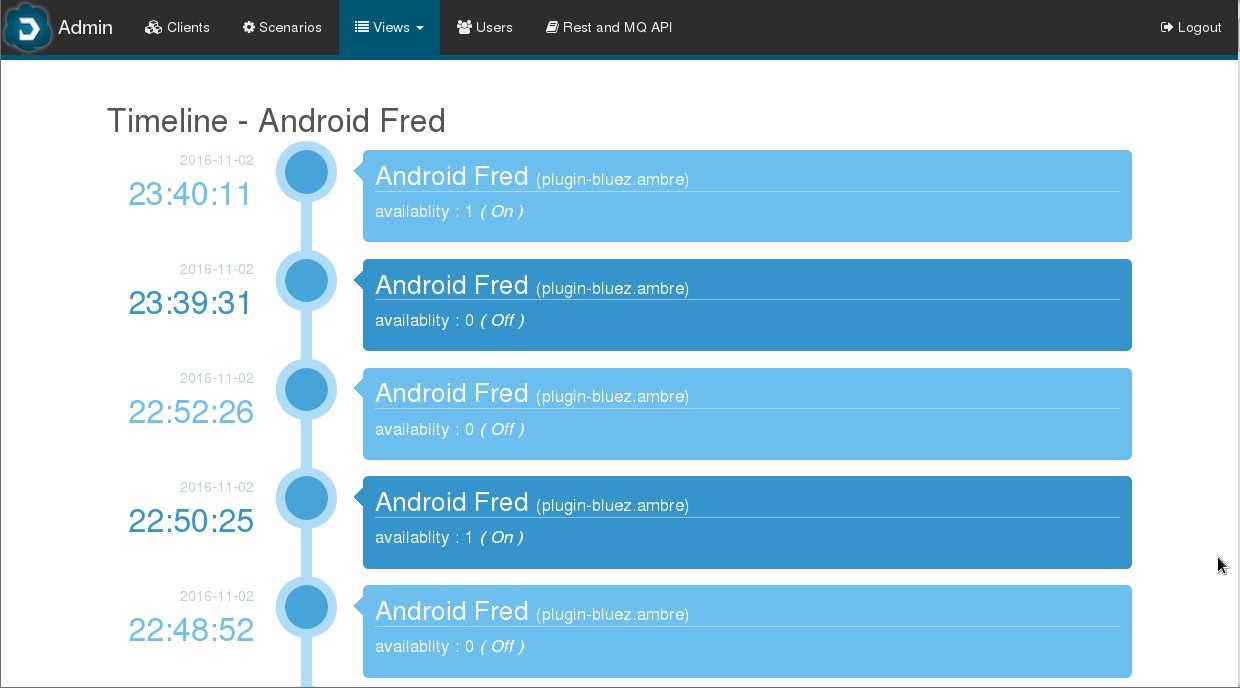 Admin Clients Scenarios Views Users Rest and MQ API Logout
Timeline - Android Fred
2016-11-02
23:40:11
Android Fred (plugin-bluez.ambre)
availablity : 1 ( On )
2016-11-02
23:39:31
Android Fred (plugin-bluez.ambre)
availablity : 0 ( Off )
2016-11-02
22:52:26
Android Fred (plugin-bluez.ambre)
availablity : 0 ( Off )
2016-11-02
22:50:25
Android Fred (plugin-bluez.ambre)
availablity : 1 ( On )
2016-11-02
22:48:52
Android Fred (plugin-bluez.ambre)
availablity : 0 ( Off )